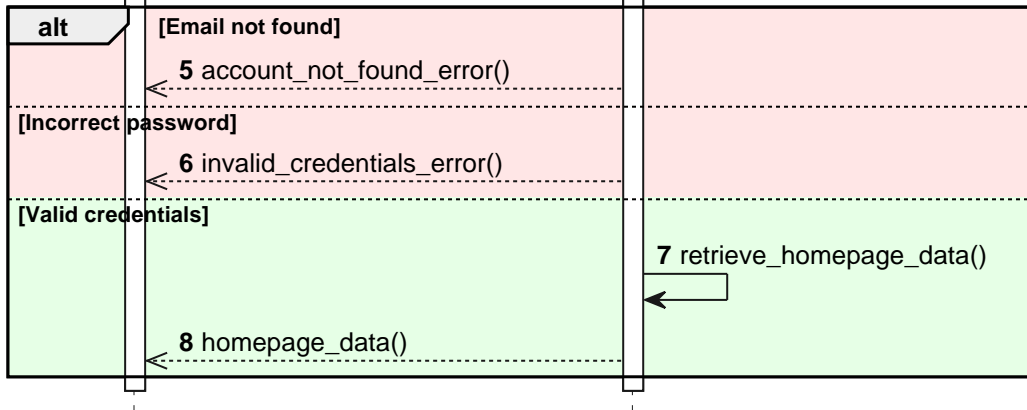 alt [Email not found]
5 account_not_found_error()
[Incorrect password]
6 invalid_credentials_error()
[Valid credentials]
7 retrieve_homepage_data()
8 homepage_data()